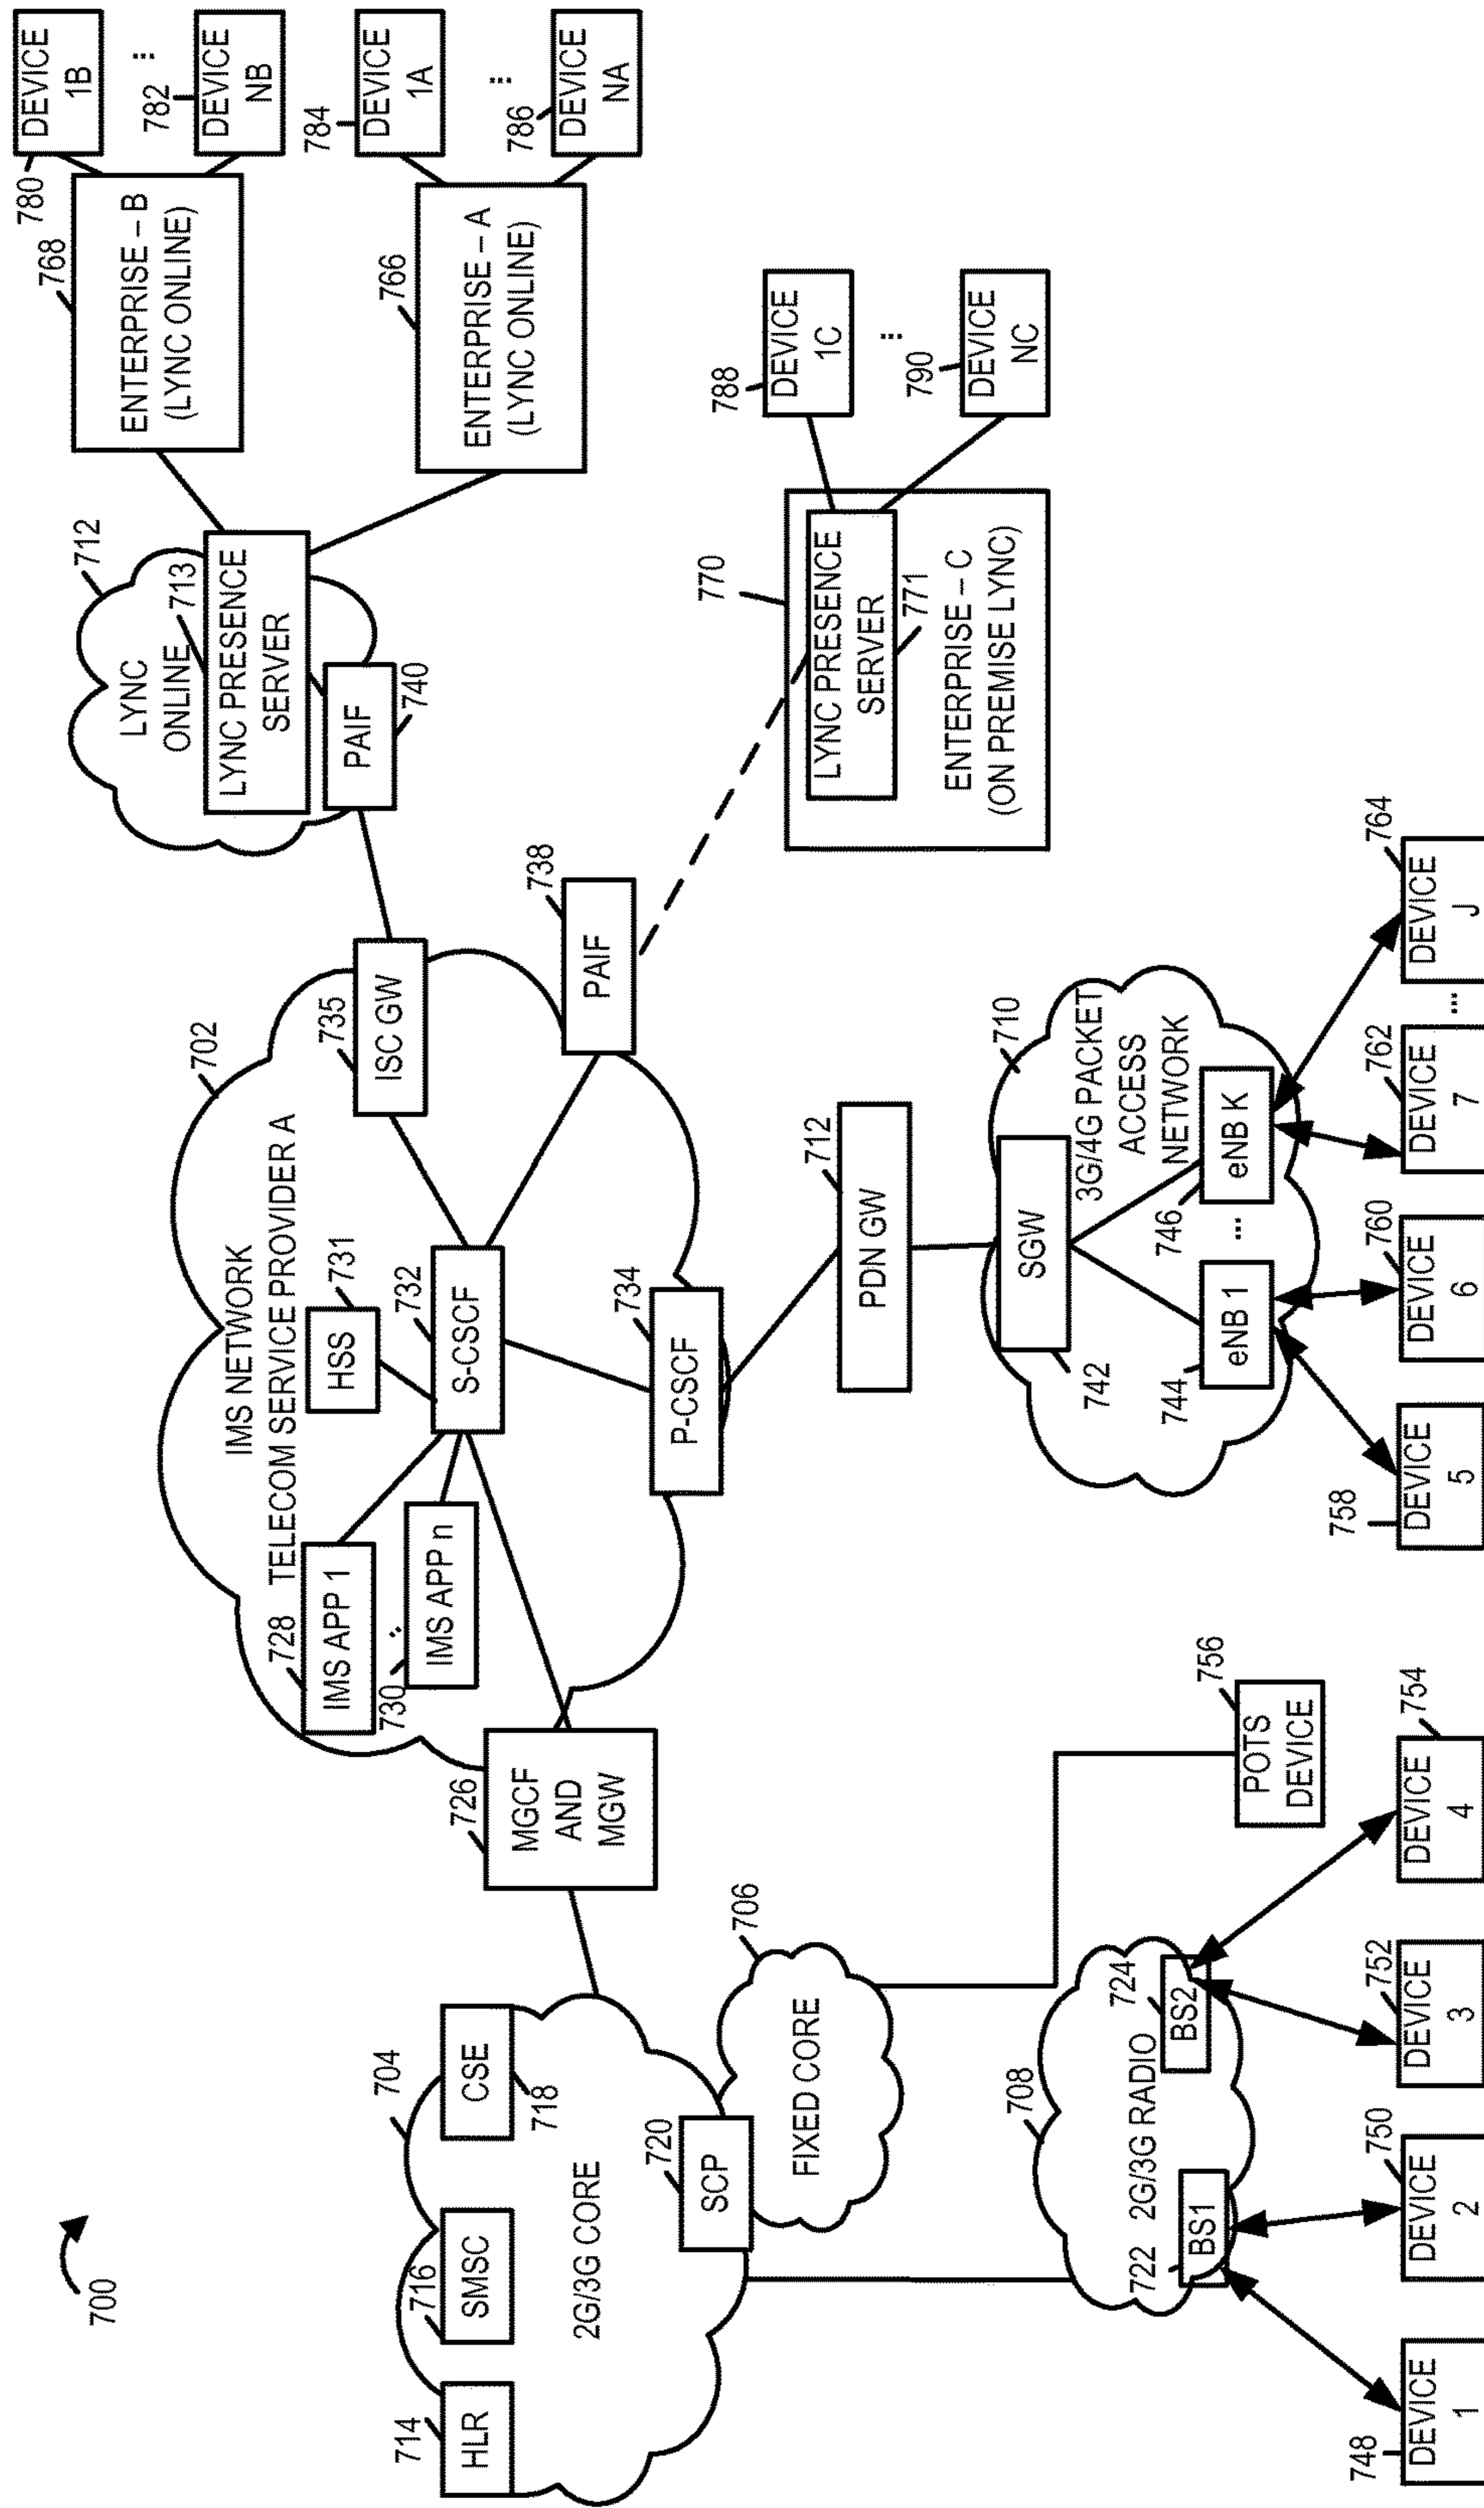 700
704
714
HLR
716
SMSC
CSE
718
2G/3G CORE
720
SCP
706
FIXED CORE
708
2G/3G RADIO
722
BS1
724
BS2
748
DEVICE
1
750
DEVICE
2
752
DEVICE
3
754
DEVICE
4
756
POTS
DEVICE
726
MGCF
AND
MGW
702
IMS NETWORK
TELECOM SERVICE PROVIDER A
728
IMS APP 1
..
730
IMS APP n
HSS
731
732
S-CSCF
734
P-CSCF
735
ISC GW
738
PAIF
712
PDN GW
710
3G/4G PACKET
ACCESS
NETWORK
SGW
742
744
eNB 1
...
746
eNB K
758
DEVICE
5
760
DEVICE
6
762
DEVICE
7
...
764
DEVICE
J
712
LYNC
ONLINE
713
LYNC PRESENCE
SERVER
PAIF
740
768
ENTERPRISE – B
(LYNC ONLINE)
780
DEVICE
1B
...
782
DEVICE
NB
766
ENTERPRISE – A
(LYNC ONLINE)
784
DEVICE
1A
...
786
DEVICE
NA
770
LYNC PRESENCE
SERVER
771
ENTERPRISE – C
(ON PREMISE LYNC)
788
DEVICE
1C
...
790
DEVICE
NC